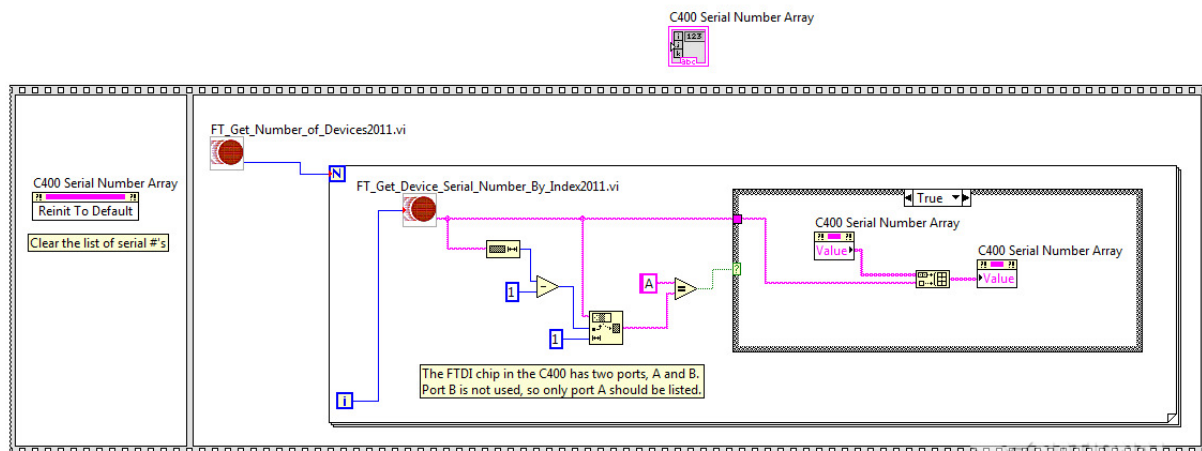 C400 Serial Number Array
123
abc
FT_Get_Number_of_Devices2011.vi
N
C400 Serial Number Array
Reinit To Default
Clear the list of serial #'s
FT_Get_Device_Serial_Number_By_Index2011.vi
True
C400 Serial Number Array
Value
C400 Serial Number Array
Value
?
A
=
1
-
1
The FTDI chip in the C400 has two ports, A and B.
Port B is not used, so only port A should be listed.
i